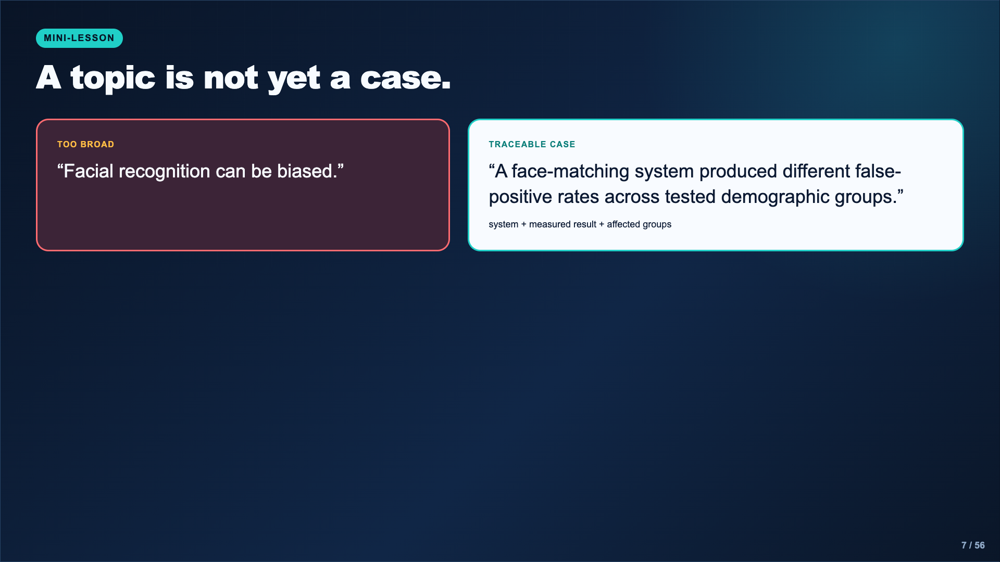 MINI-LESSON
A topic is not yet a case.
TOO BROAD
“Facial recognition can be biased.”
TRACEABLE CASE
“A face-matching system produced different false-
positive rates across tested demographic groups.”
system + measured result + affected groups
7 / 56